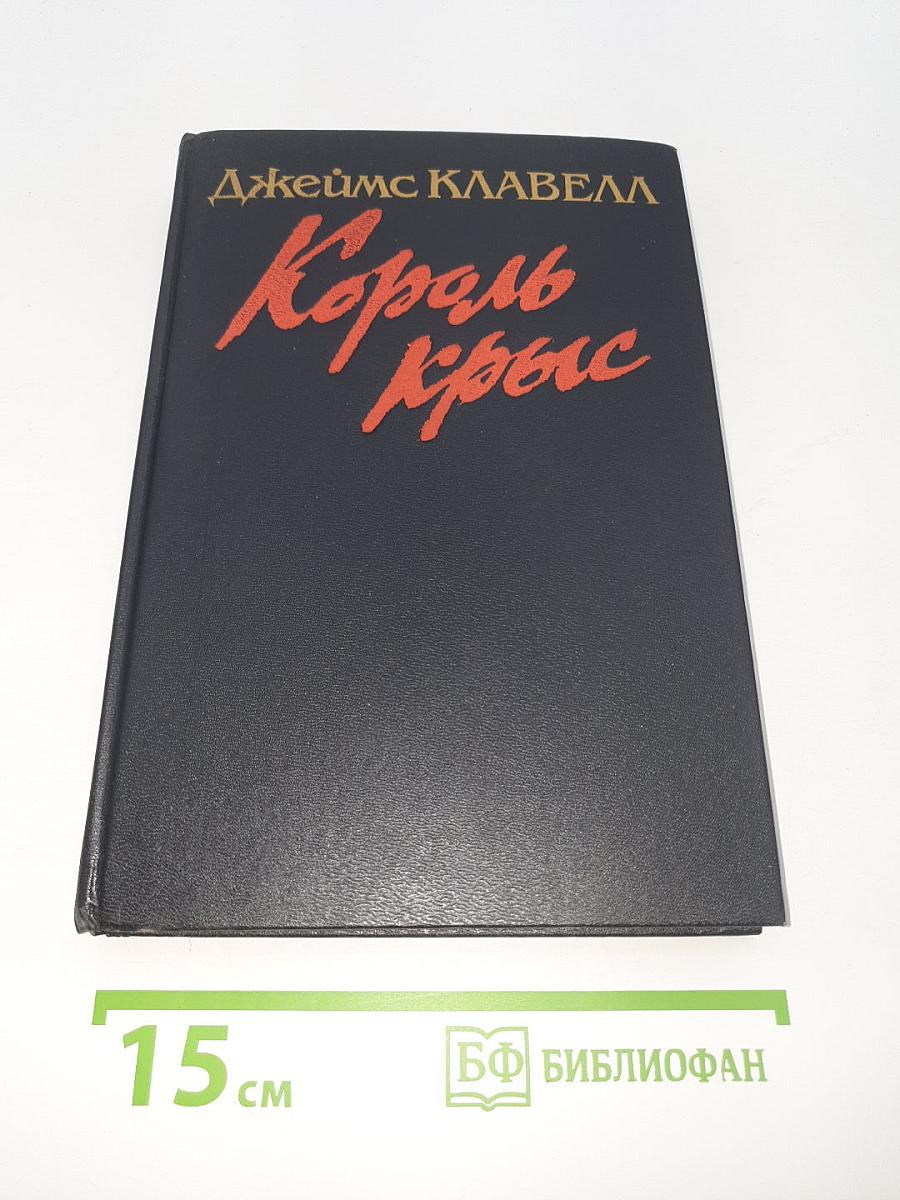 Джеймс КЛАВЕЛЛ
Король
крыс
15 см
БФ БИБЛИОФАН